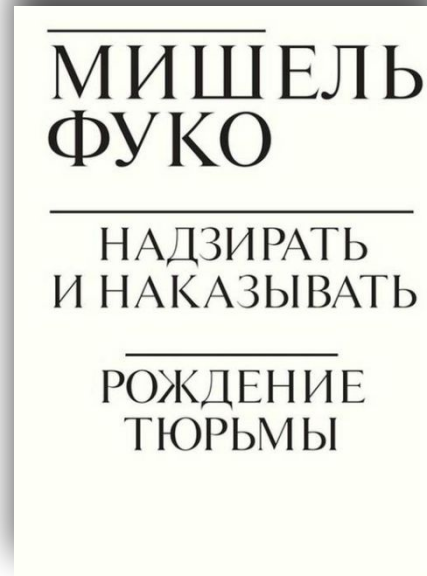 МИШЕЛЬ
ФУКО
НАДЗИРАТЬ
И НАКАЗЫВАТЬ
РОЖДЕНИЕ
ТЮРЬМЫ